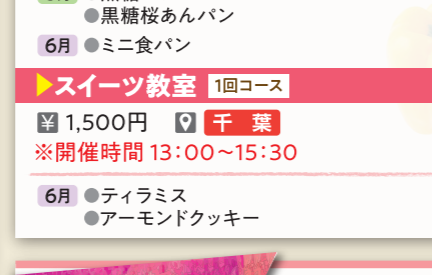 ●黒糖桜あんパン
6月 ●ミニ食パン
▶スイーツ教室 1回コース
¥ 1,500円 千 葉
※開催時間 13:00~15:30
6月 ●ティラミス
●アーモンドクッキー